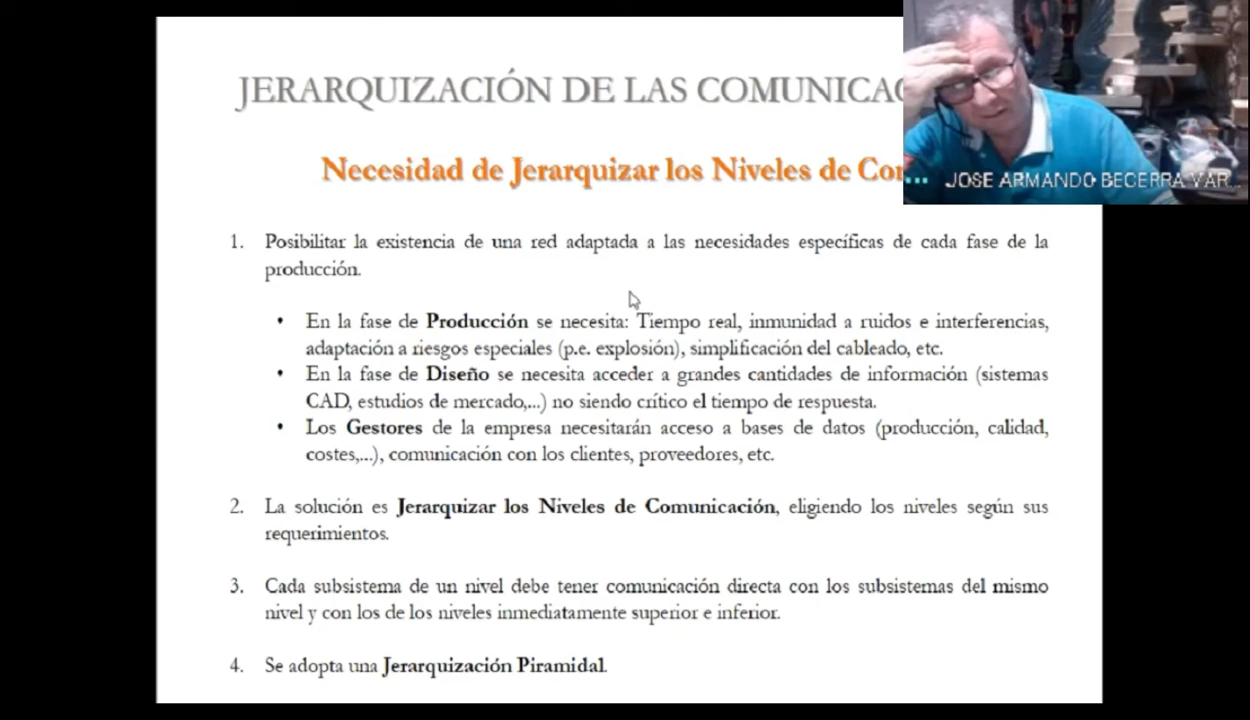 JERARQUIZACIÓN DE LAS
Necesidad de Jerarquizar los Niveles de
JOSE ARMANDO BECERRA VAR...
1. Posibilitar la existencia de una red adaptada a las necesidades específicas de cada fase de la
producción.
• En la fase de Producción se necesita: Tiempo real, inmunidad a ruidos e interferencias,
adaptación a riesgos especiales (p.e. explosión), simplificación del cableado, etc.
• En la fase de Diseño se necesita acceder a grandes cantidades de información (sistemas
CAD, estudios de mercado,...) no siendo crítico el tiempo de respuesta.
• Los Gestores de la empresa necesitarán acceso a bases de datos (producción, calidad,
costes,...), comunicación con los clientes, proveedores, etc.
2. La solución es Jerarquizar los Niveles de Comunicación, eligiendo los niveles según sus
requerimientos.
3. Cada subsistema de un nivel debe tener comunicación directa con los subsistemas del mismo
nivel y con los de los niveles inmediatamente superior e inferior.
4. Se adopta una Jerarquización Piramidal.